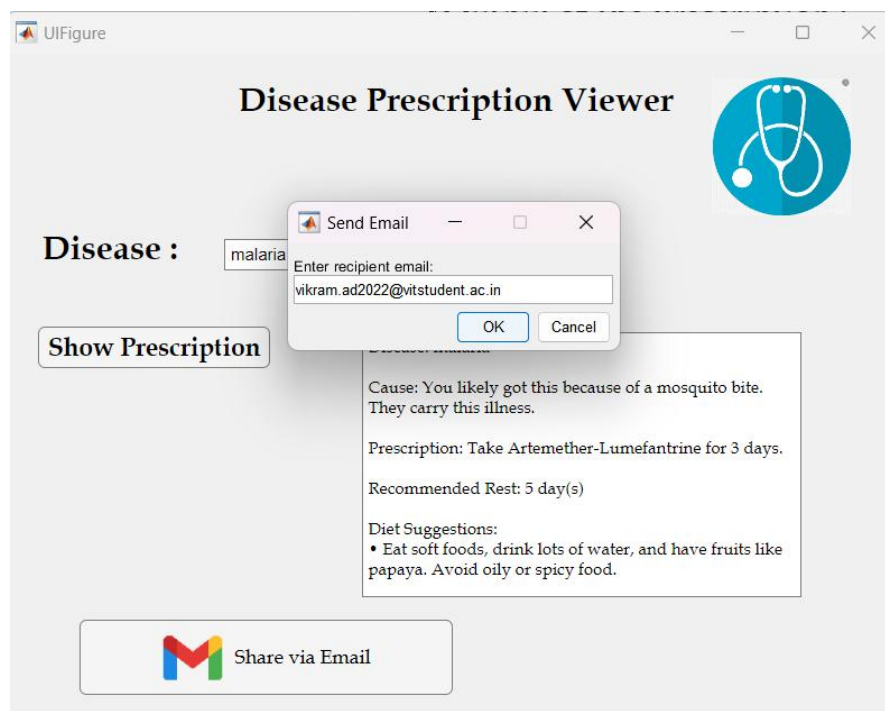 UIFigure
Disease Prescription Viewer
Send Email
Disease :
malaria
Enter recipient email:
vikram.ad2022@vitstudent.ac.in
OK
Cancel
Show Prescription
Cause: You likely got this because of a mosquito bite.
They carry this illness.
Prescription: Take Artemether-Lumefantrine for 3 days.
Recommended Rest: 5 day(s)
Diet Suggestions:
• Eat soft foods, drink lots of water, and have fruits like
papaya. Avoid oily or spicy food.
Share via Email